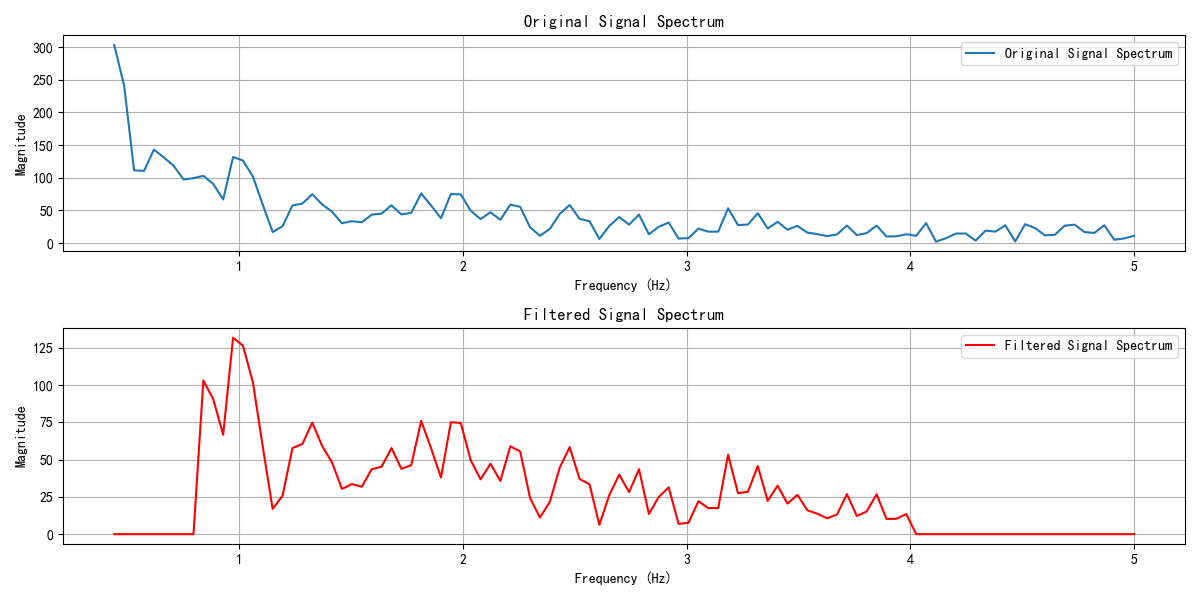 Original Signal Spectrum
Original Signal Spectrum
Magnitude
300
250
200
150
100
50
0
1 2 3 4 5
Frequency (Hz)
Filtered Signal Spectrum
Filtered Signal Spectrum
Magnitude
125
100
75
50
25
0
1 2 3 4 5
Frequency (Hz)